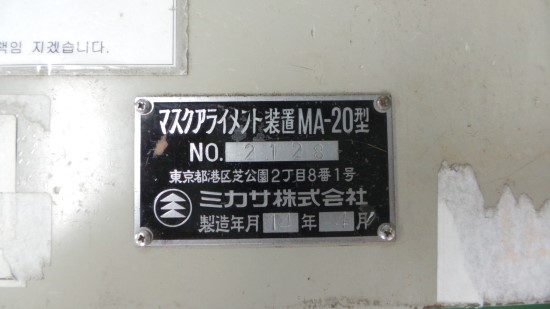 책임 지겠습니다.
マスクアライメント装置 MA-20型
NO. 212
東京都港区芝公園2丁目8番1号
ミカサ株式会社
製造年月 年 月